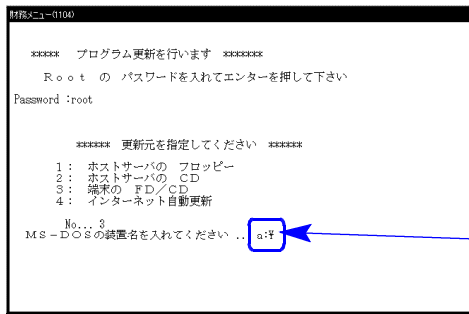 財務メニュー(1104)
***** プログラム更新を行います *******
Ｒｏｏｔ の パスワードを入れてエンターを押して下さい
Password :root
****** 更新元を指定してください ******
１： ホストサーバの フロッピー
２： ホストサーバの ＣＤ
３： 端末の ＦＤ／ＣＤ
４： インターネット自動更新
No... 3
ＭＳ－ＤＯＳの装置名を入れてください .. a:¥